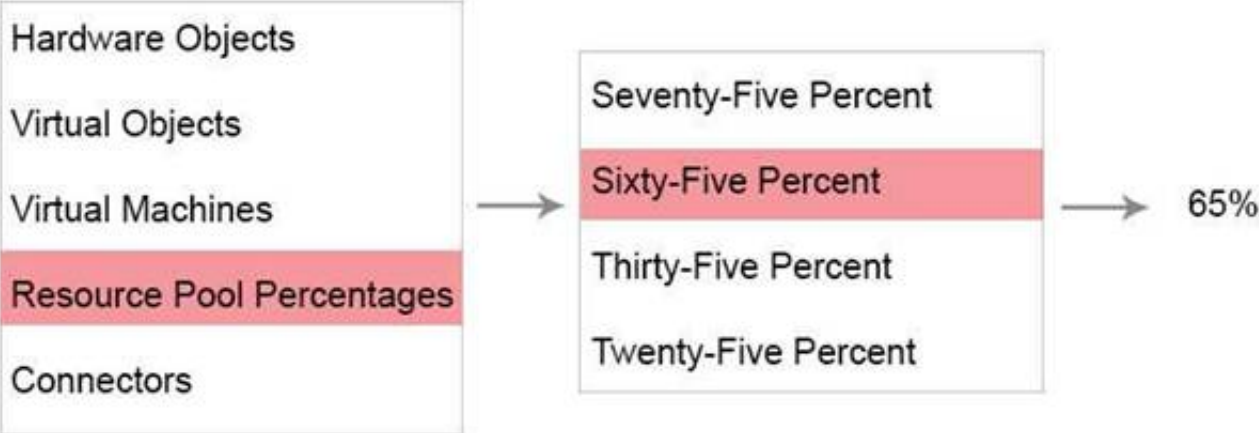 Hardware Objects
Virtual Objects
Virtual Machines
Resource Pool Percentages
Connectors
Seventy-Five Percent
Sixty-Five Percent
Thirty-Five Percent
Twenty-Five Percent
65%